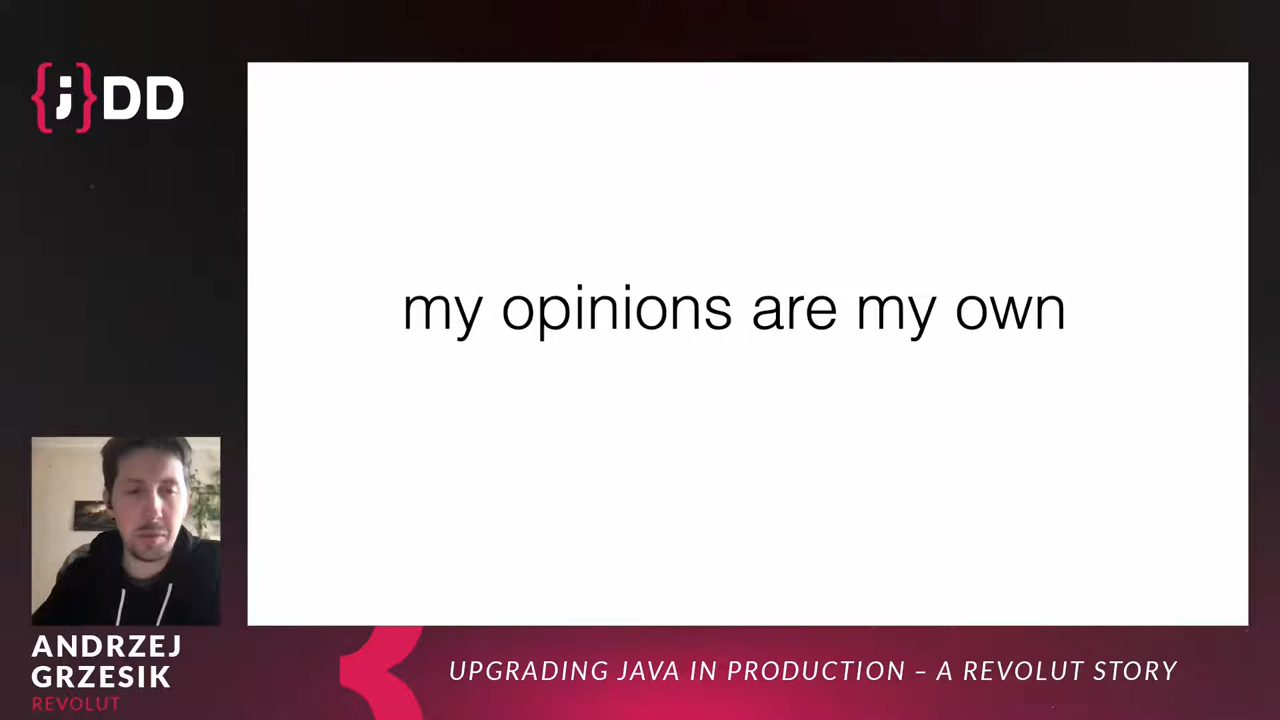 {;}DD
my opinions are my own
ANDRZEJ
GRZESIK
REVOLUT
UPGRADING JAVA IN PRODUCTION – A REVOLUT STORY